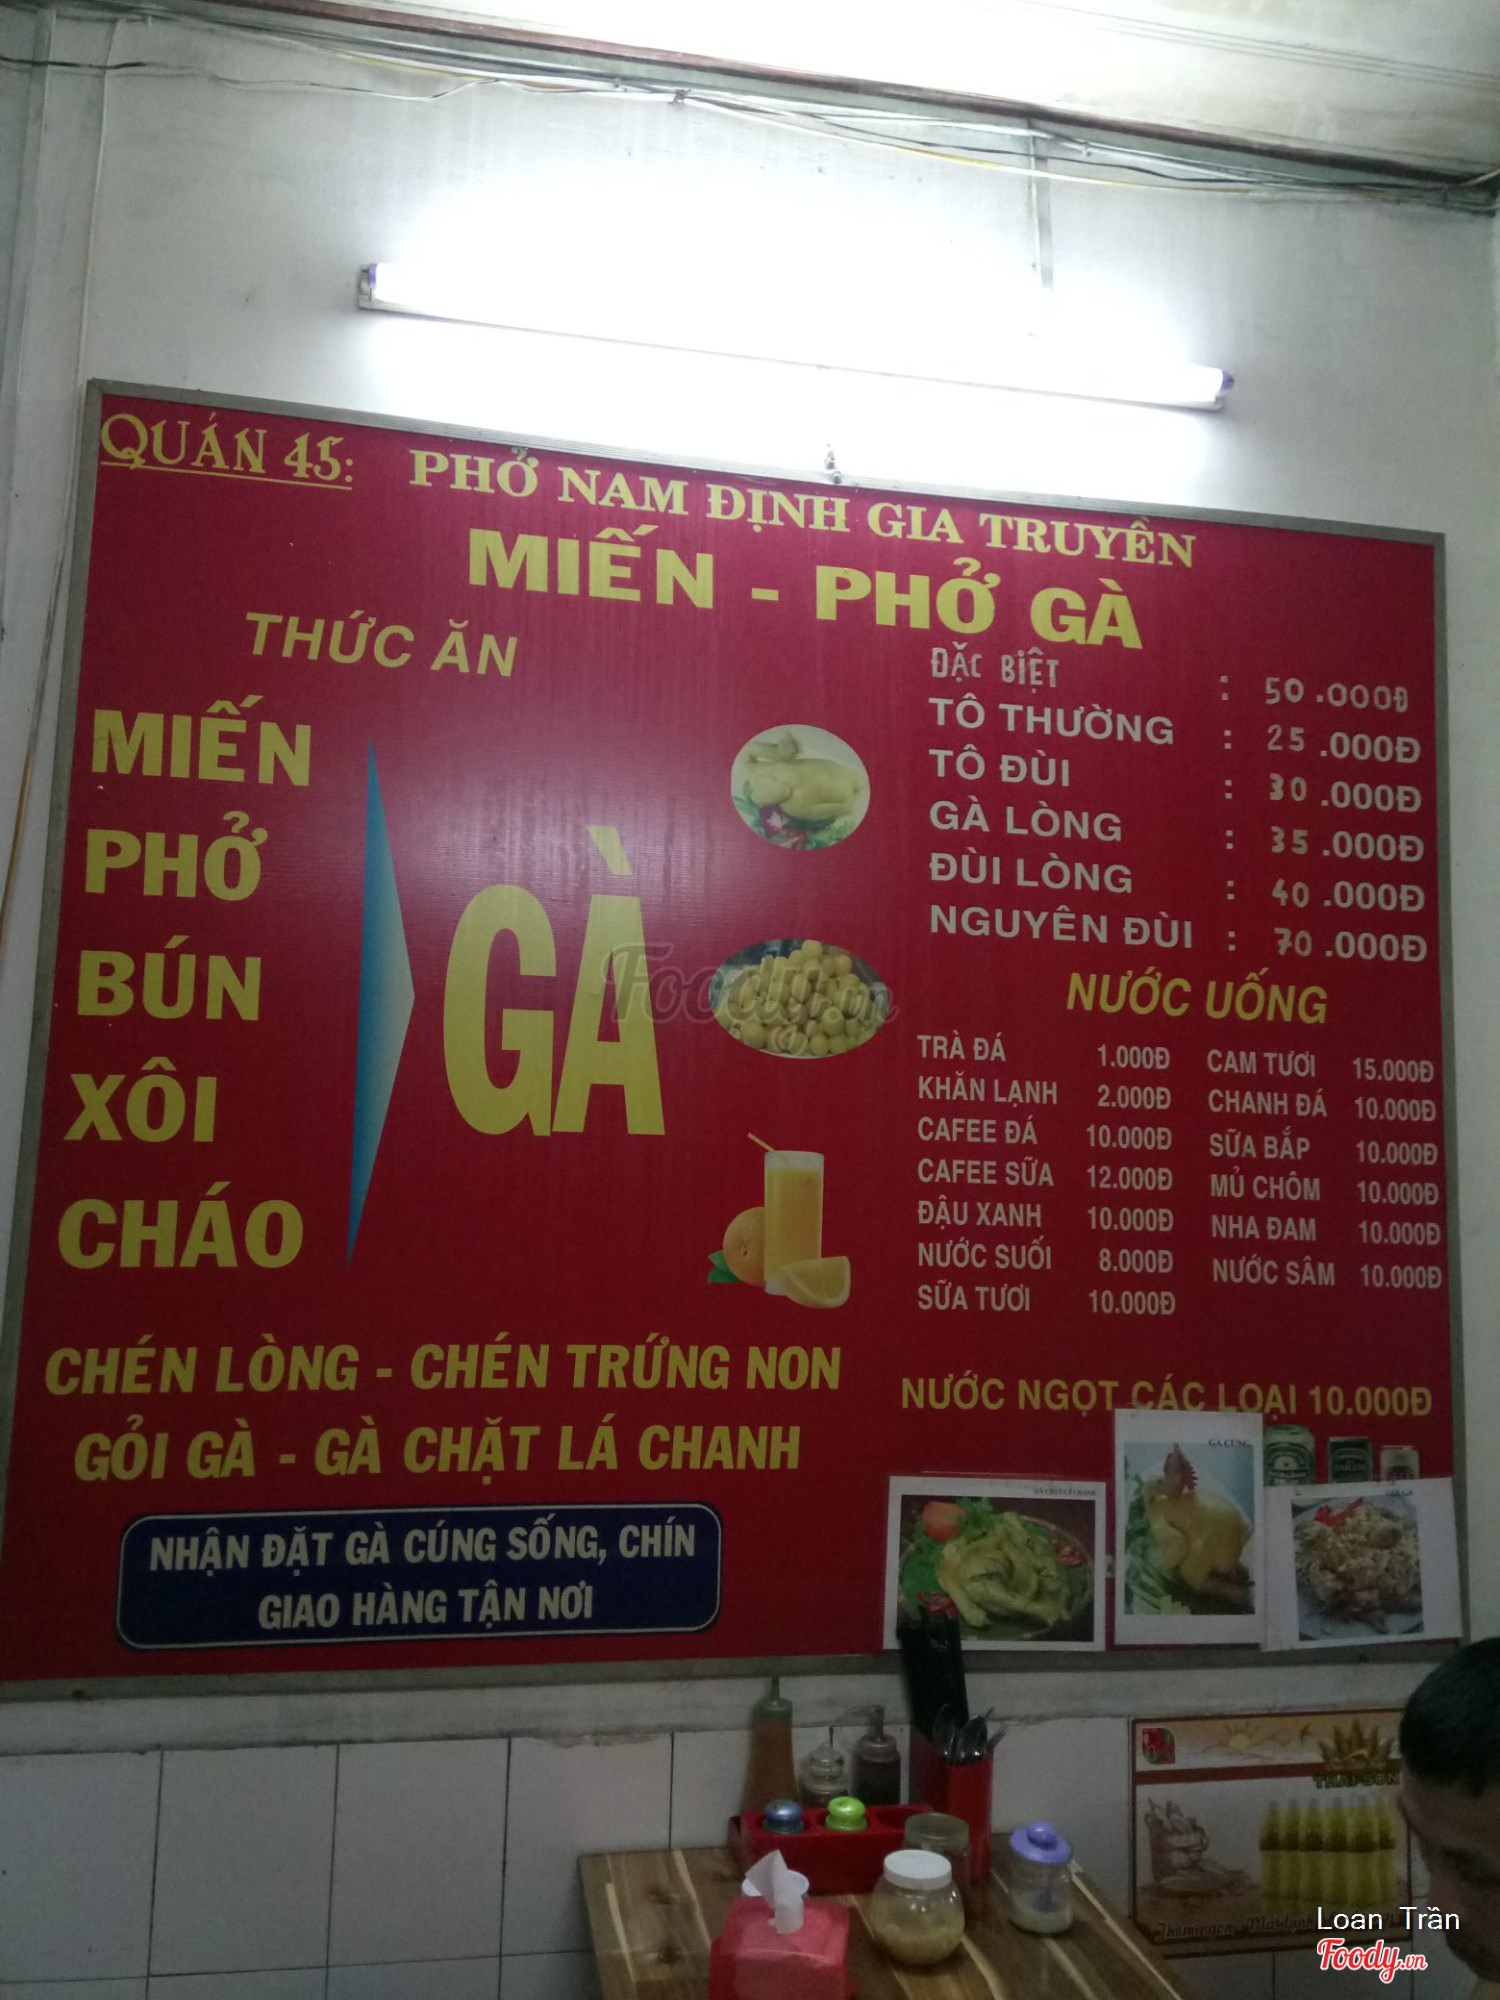 QUÁN 45: PHỞ NAM ĐỊNH GIA TRUYỀN
MIẾN - PHỞ GÀ
THỨC ĂN
MIẾN
PHỞ
BÚN
XÔI
CHÁO
GÀ
ĐẶC BIỆT : 50.000Đ
TÔ THƯỜNG : 25.000Đ
TÔ ĐÙI : 30.000Đ
GÀ LÒNG : 35.000Đ
ĐÙI LÒNG : 40.000Đ
NGUYÊN ĐÙI : 70.000Đ
NƯỚC UỐNG
TRÀ ĐÁ 1.000Đ CAM TƯƠI 15.000Đ
KHĂN LẠNH 2.000Đ CHANH ĐÁ 10.000Đ
CAFEE ĐÁ 10.000Đ SỮA BẮP 10.000Đ
CAFEE SỮA 12.000Đ MỦ CHÔM 10.000Đ
ĐẬU XANH 10.000Đ NHA ĐAM 10.000Đ
NƯỚC SUỐI 8.000Đ NƯỚC SÂM 10.000Đ
SỮA TƯƠI 10.000Đ
NƯỚC NGỌT CÁC LOẠI 10.000Đ
CHÉN LÒNG - CHÉN TRỨNG NON
GỎI GÀ - GÀ CHẶT LÁ CHANH
NHẬN ĐẶT GÀ CÚNG SỐNG, CHÍN
GIAO HÀNG TẬN NƠI
GÀ CÚNG
Foody.vn
THAI SON
Loan Trần
Foody.vn